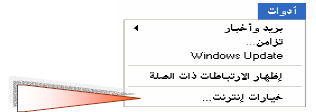 أدوات
بريد وأخبار
تزامن...
Windows Update
إظهار الارتباطات ذات الصلة
خيارات إنترنت...